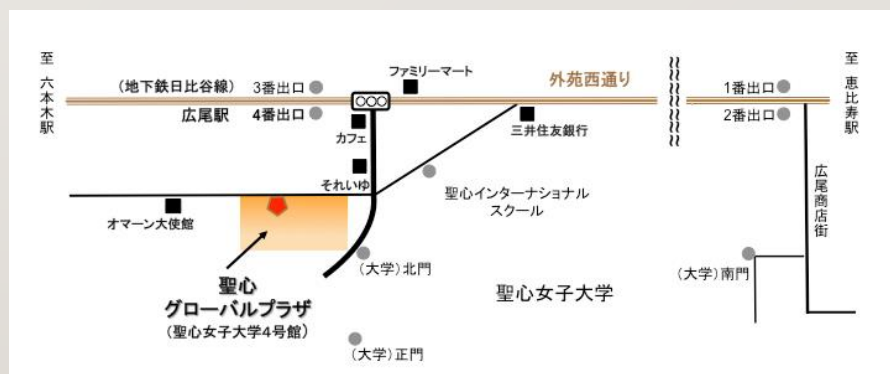 至 六本木駅
(地下鉄日比谷線)
3番出口
広尾駅
4番出口
ファミリーマート
外苑西通り
1番出口
2番出口
至 恵比寿駅
カフェ
三井住友銀行
それいゆ
聖心インターナショナル
スクール
オマーン大使館
広尾商店街
(大学)北門
(大学)南門
聖心
グローバルプラザ
(聖心女子大学4号館)
聖心女子大学
(大学)正門